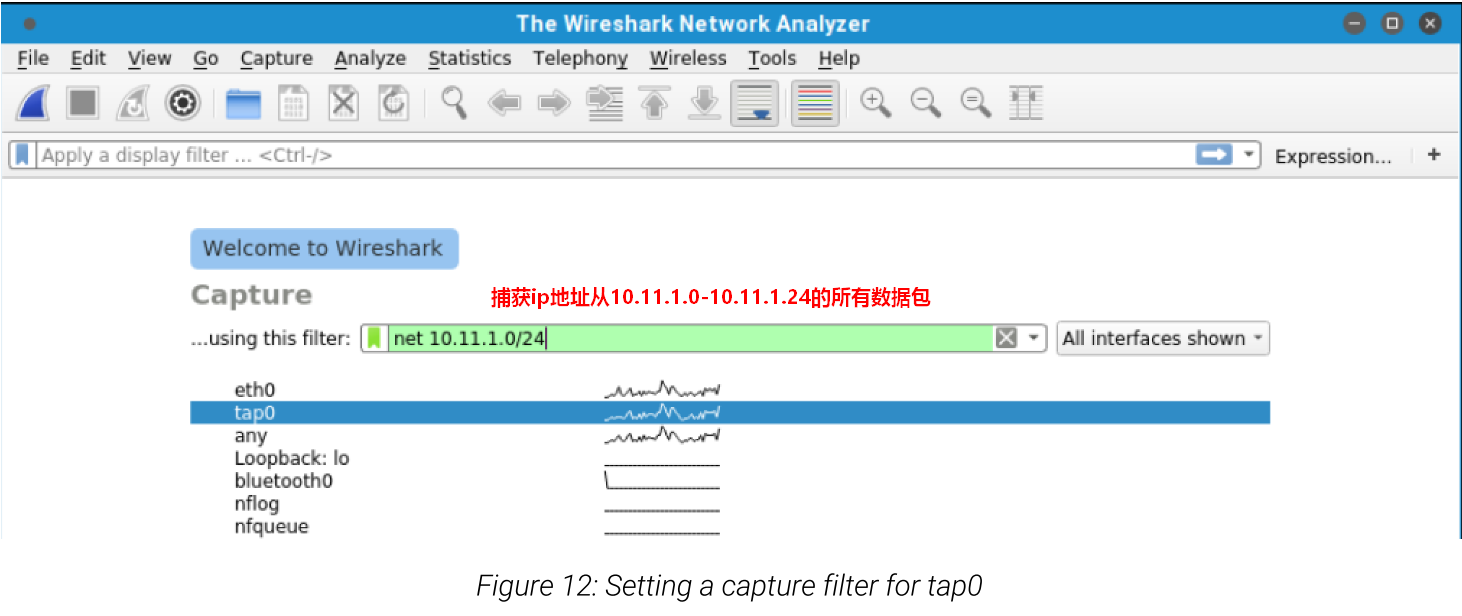 The Wireshark Network Analyzer
File Edit View Go Capture Analyze Statistics Telephony Wireless Tools Help
Apply a display filter ... <Ctrl-/> Expression... +
Welcome to Wireshark
Capture
捕获ip地址从10.11.1.0-10.11.1.24的所有数据包
...using this filter: net 10.11.1.0/24 All interfaces shown
eth0
tap0
any
Loopback: lo
bluetooth0
nflog
nfqueue
Figure 12: Setting a capture filter for tap0